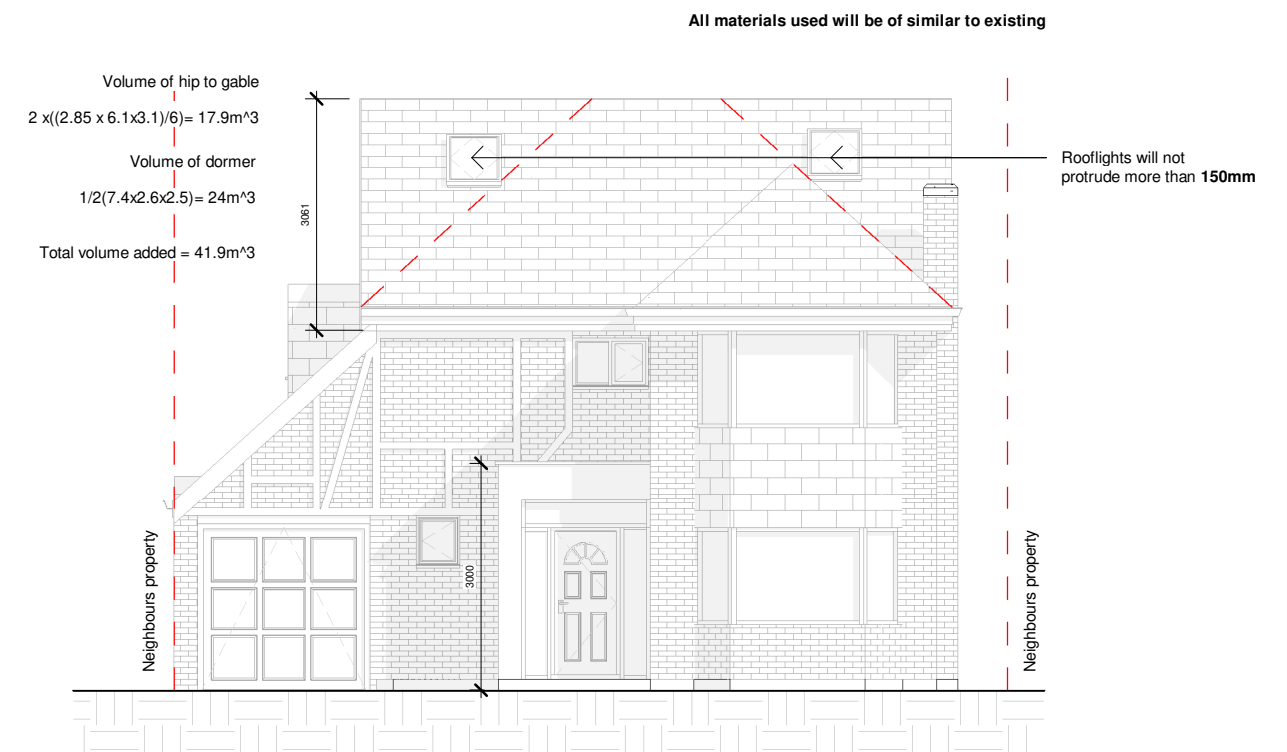 All materials used will be of similar to existing
Volume of hip to gable
2 x((2.85 x 6.1x3.1)/6)= 17.9m^3
Volume of dormer
1/2(7.4x2.6x2.5)= 24m^3
Total volume added = 41.9m^3
Rooflights will not
protrude more than 150mm
3061
3000
Neighbours property
Neighbours property